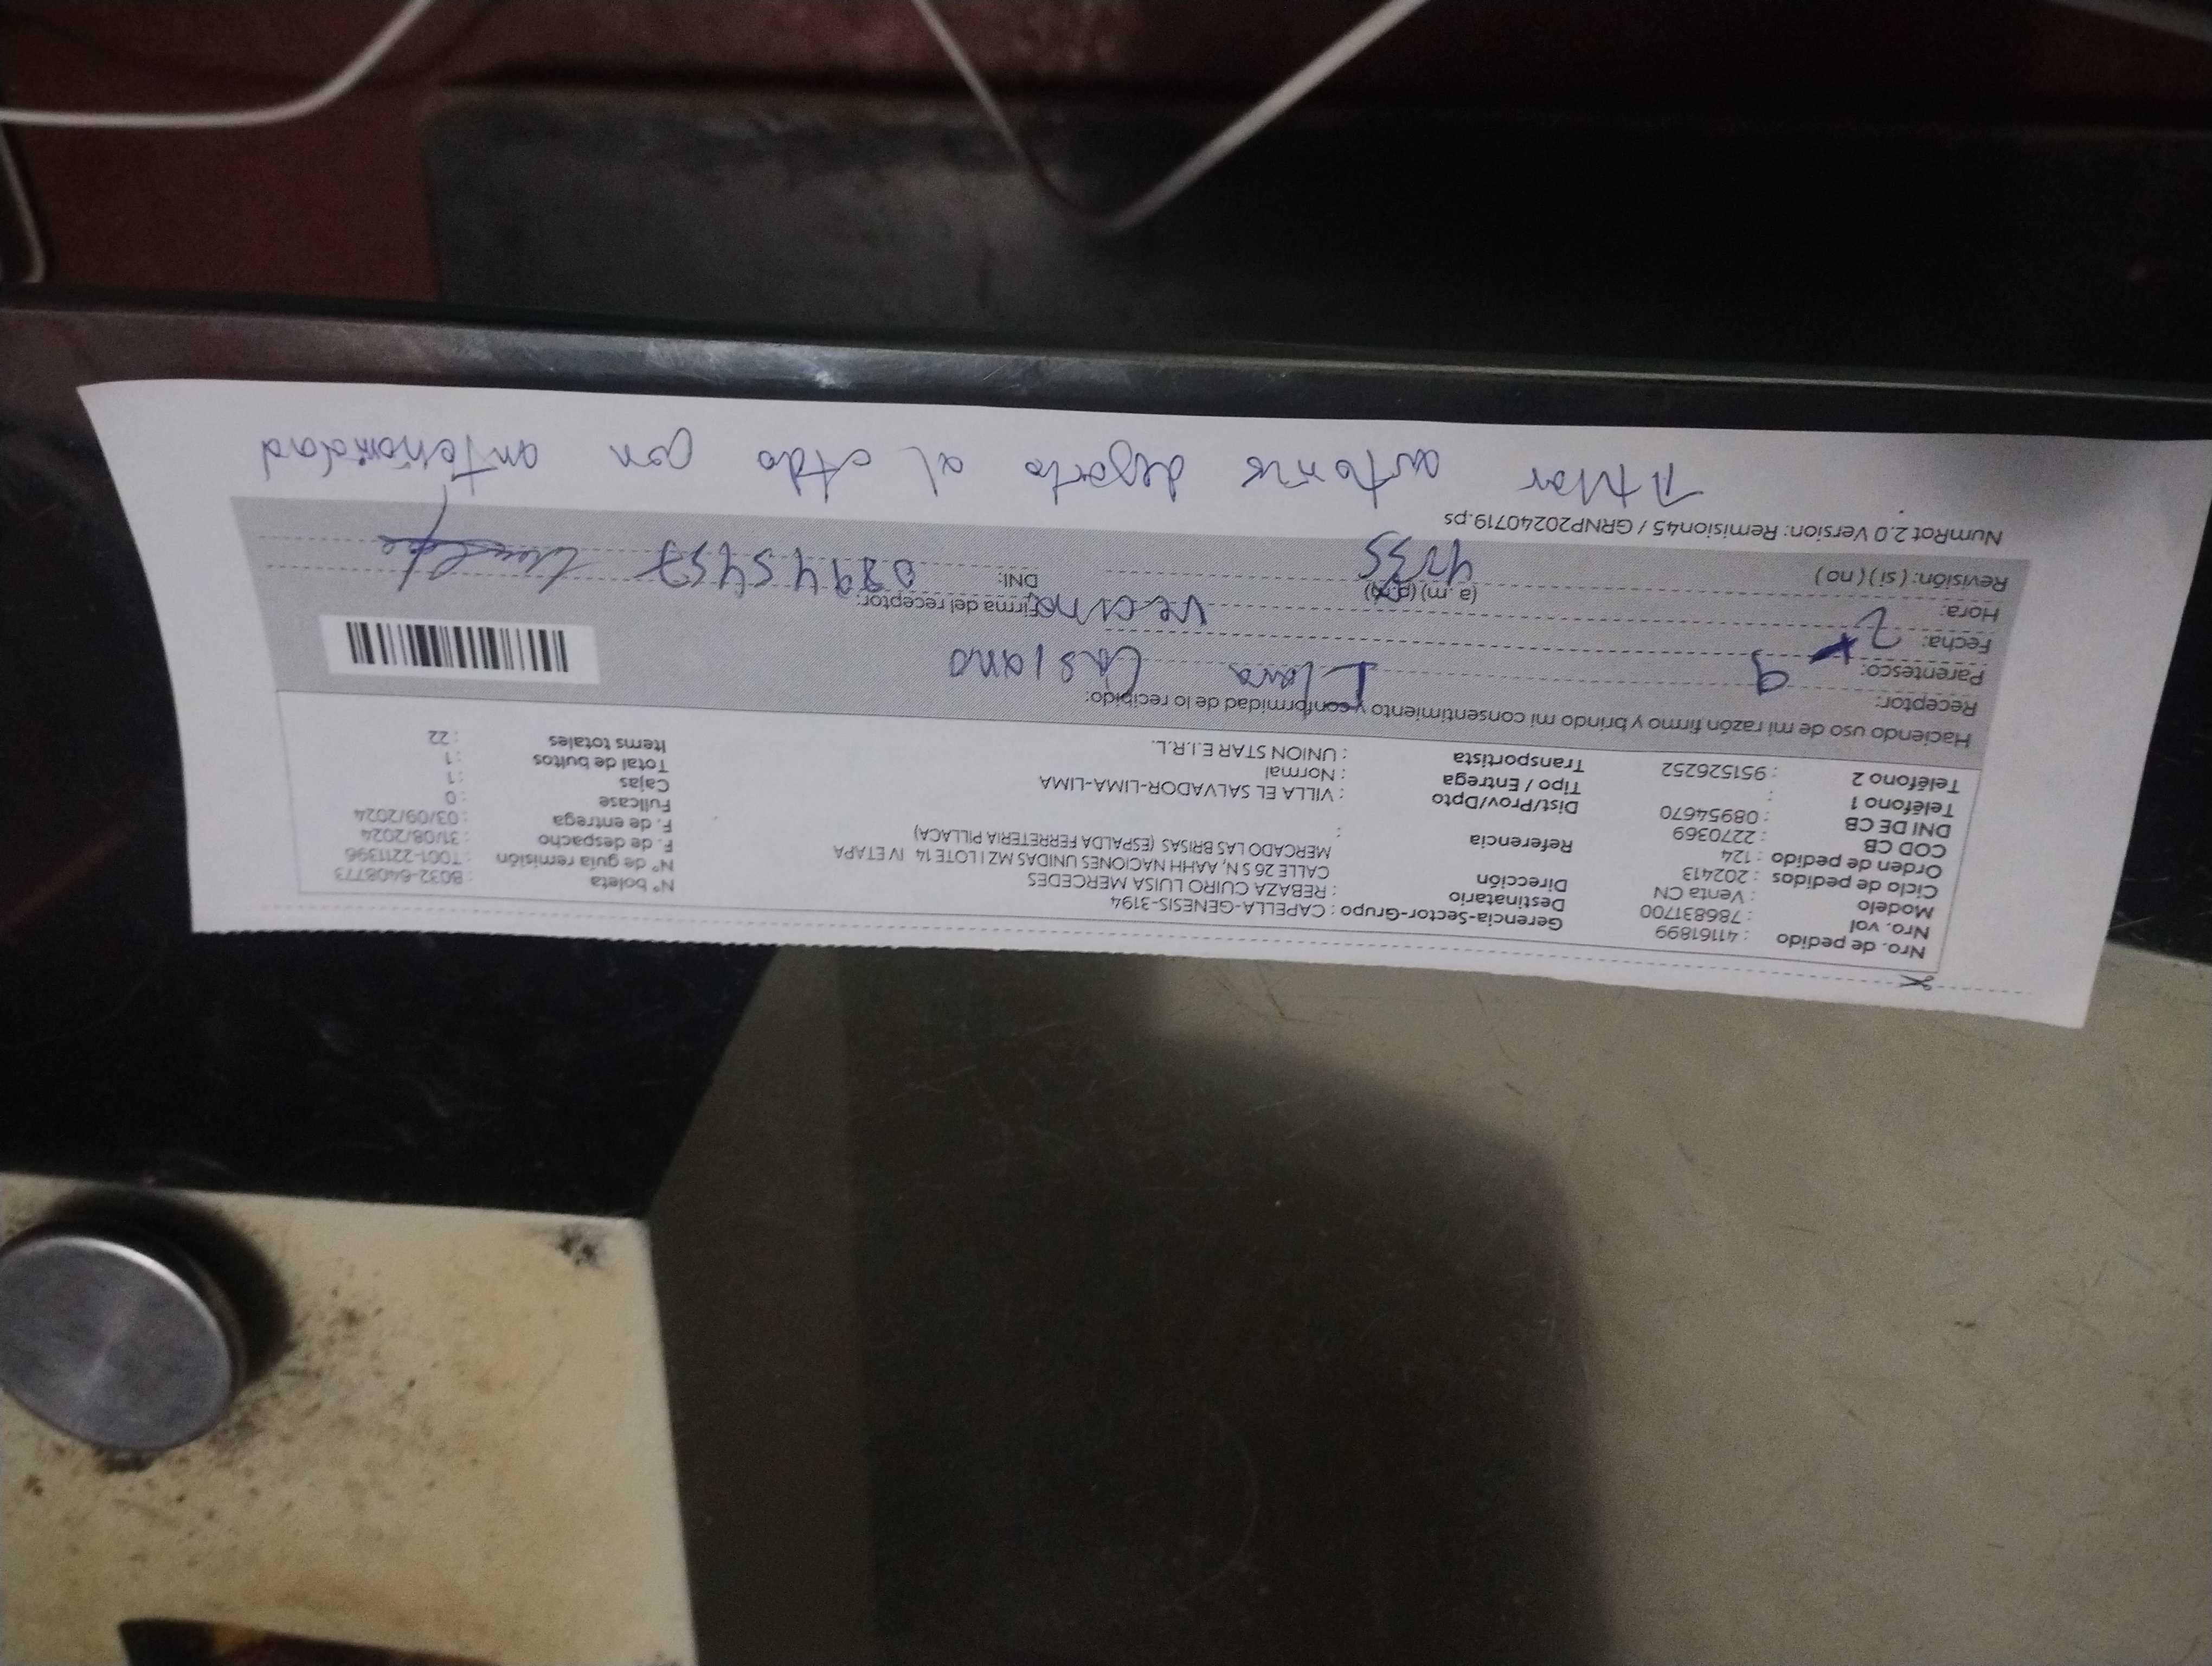 Nro. de pedido : 41161899
Nro. vol : 786831700
Modelo : Venta CN
Ciclo de pedidos : 202413
Orden de pedido : 124
COD CB : 2270369
DNI DE CB : 08954670
Teléfono 1 :
Teléfono 2 : 951526252
Gerencia-Sector-Grupo : CAPELLA-GENESIS-3194
Destinatario : REBAZA CUIRO LUISA MERCEDES
Dirección CALLE 26 S N, AAHH NACIONES UNIDAS MZ I LOTE 14 IV ETAPA
MERCADO LAS BRISAS (ESPALDA FERRETERIA PILLACA)
Referencia :
Dist/Prov/Dpto : VILLA EL SALVADOR-LIMA-LIMA
Tipo / Entrega : Normal
Transportista : UNION STAR E.I.R.L.
N° boleta : B032-6408773
N° de guía remisión : T001-2211396
F. de despacho : 31/08/2024
F. de entrega : 03/09/2024
Fullcase : 0
Cajas : 1
Total de bultos : 1
Items totales : 22
Haciendo uso de mi razón firmo y brindo mi consentimiento y conformidad de lo recibido:
Receptor: Casiano
Parentesco: vecina
Fecha: 2 9
Hora: (a. m) (p. m)
Revisión: ( si ) ( no )
Firma del receptor:
DNI:
NumRot 2.0 Version: Remision45 / GRNP20240719.ps
dejarlo al con